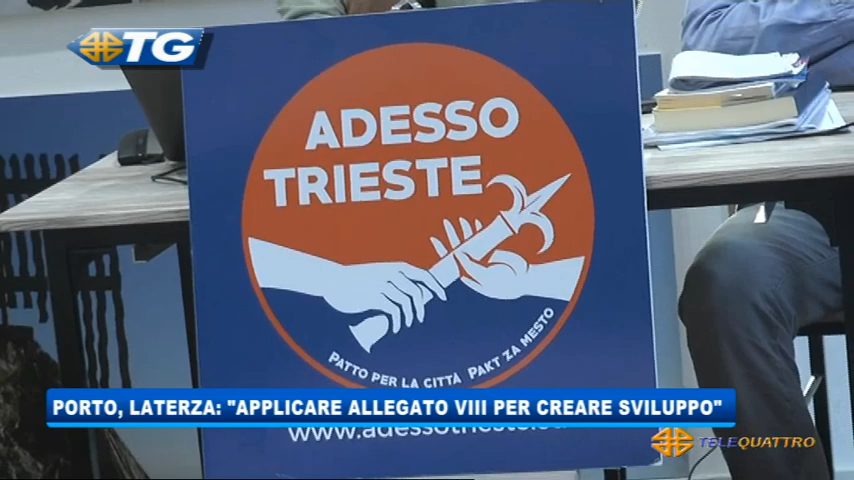 TG
ADESSO
TRIESTE
PATTO PER LA CITTÀ PAKT ZA MESTO
PORTO, LATERZA: "APPLICARE ALLEGATO VIII PER CREARE SVILUPPO"
TELEQUATTRO